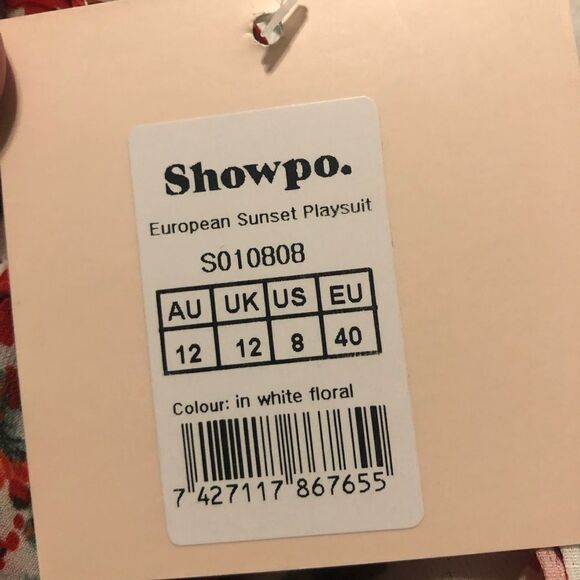 Showpo.
European Sunset Playsuit
S010808
AU UK US EU
12 12 8 40
Colour: in white floral
7 427117 867655